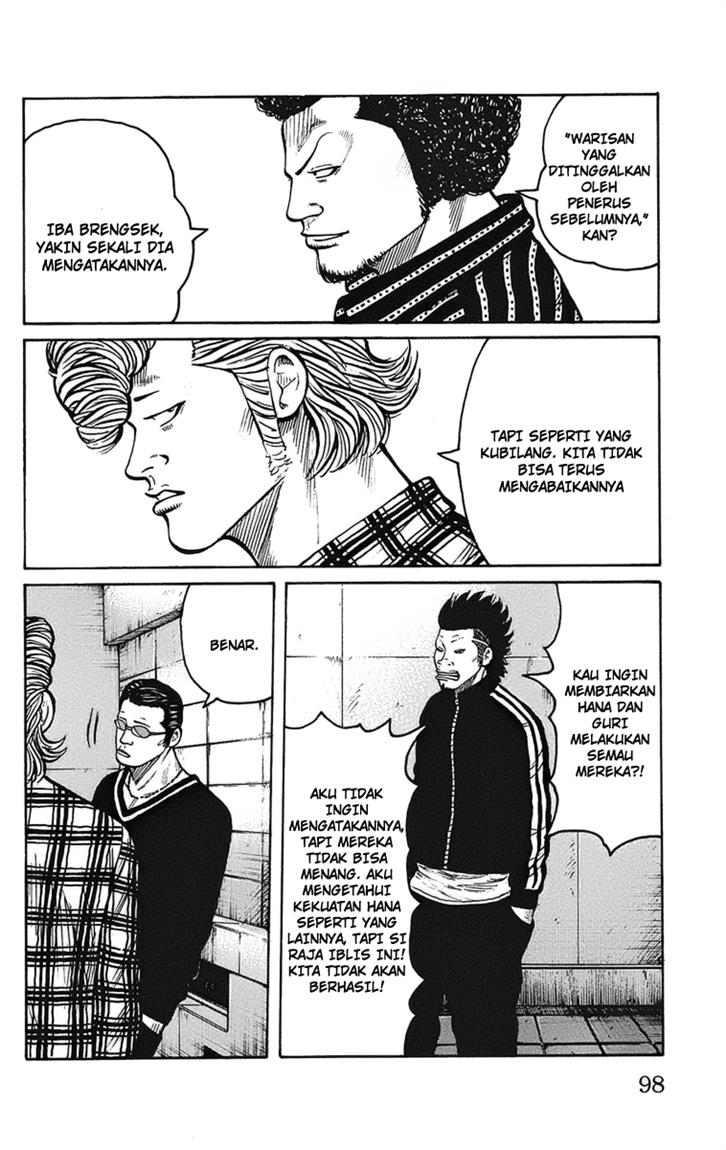 "WARISAN
YANG
DITINGGALKAN
OLEH
PENERUS
SEBELUMNYA,"
KAN?
IBA BRENGSEK,
YAKIN SEKALI DIA
MENGATAKANNYA.
TAPI SEPERTI YANG
KUBILANG. KITA TIDAK
BISA TERUS
MENGABAIKANNYA
KAU INGIN
MEMBIARKAN
HANA DAN
GURI
MELAKUKAN
SEMAU
MEREKA?!
AKU TIDAK
INGIN
MENGATAKANNYA,
TAPI MEREKA
TIDAK BISA
MENANG. AKU
MENGETAHUI
KEKUATAN HANA
SEPERTI YANG
LAINNYA, TAPI SI
RAJA IBLIS INI!
KITA TIDAK AKAN
BERHASIL!
BENAR.
98